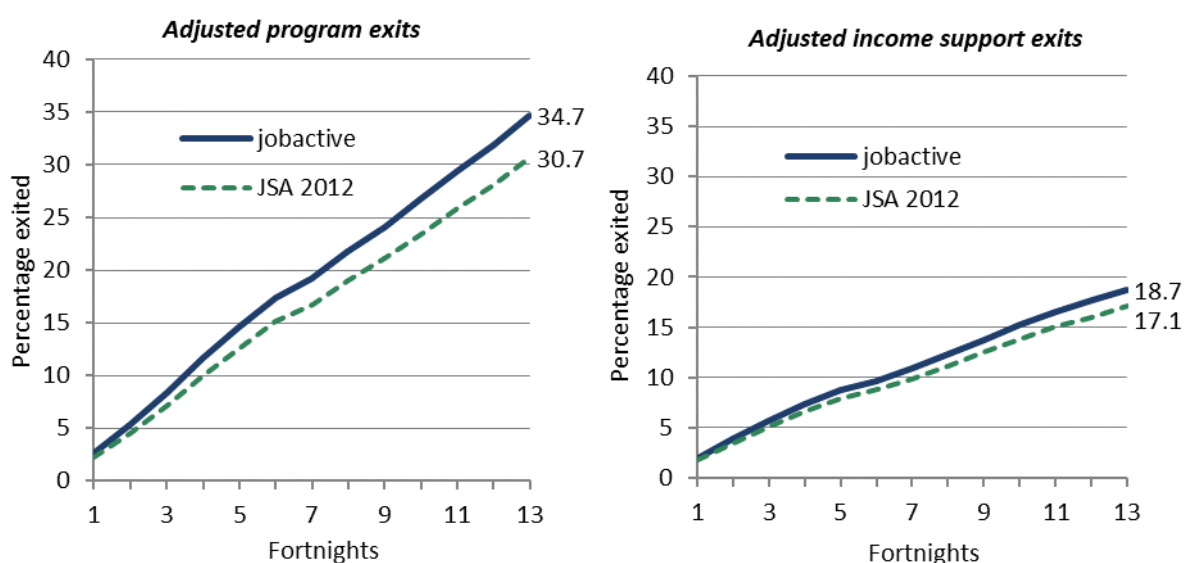 Adjusted program exits
40
35
30
25
20
15
10
5
0
Percentage exited
jobactive
JSA 2012
34.7
30.7
1 3 5 7 9 11 13
Fortnights
Adjusted income support exits
40
35
30
25
20
15
10
5
0
Percentage exited
jobactive
JSA 2012
18.7
17.1
1 3 5 7 9 11 13
Fortnights